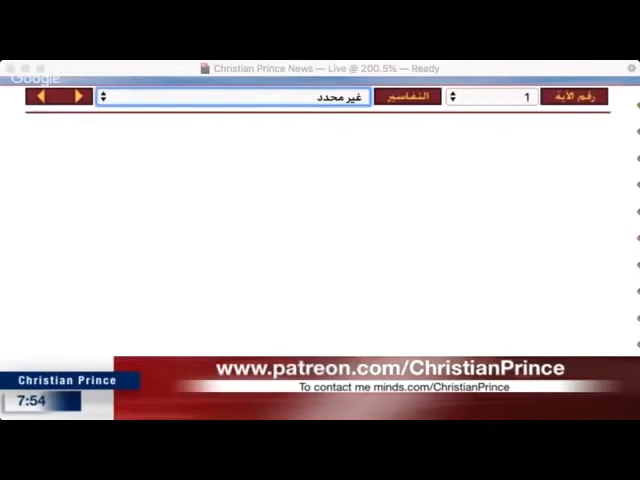 Christian Prince News — Live @ 200.5% — Ready
Google
رقم الآية 1 التفاسير غير محدد
www.patreon.com/ChristianPrince
Christian Prince
To contact me minds.com/ChristianPrince
7:54